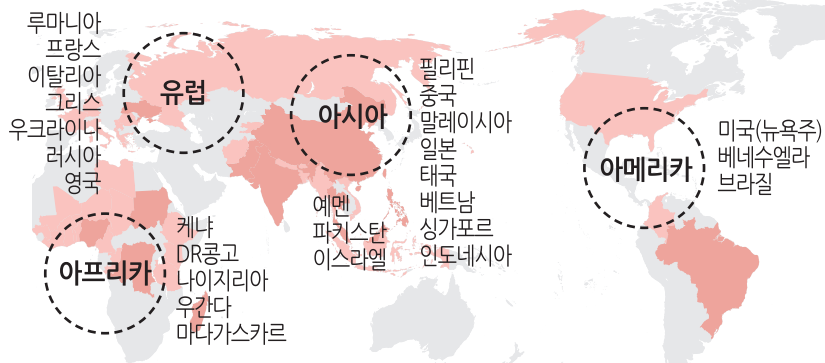 루마니아
프랑스
이탈리아
그리스
우크라이나
러시아
영국
유럽
아시아
필리핀
중국
말레이시아
일본
태국
베트남
싱가포르
인도네시아
예멘
파키스탄
이스라엘
아메리카
미국(뉴욕주)
베네수엘라
브라질
아프리카
케냐
DR콩고
나이지리아
우간다
마다가스카르